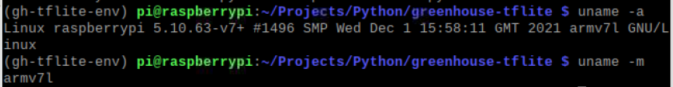 (gh-tflite-env) pi@raspberrypi:~/Projects/Python/greenhouse-tflite $ uname -a
Linux raspberrypi 5.10.63-v7+ #1496 SMP Wed Dec 1 15:58:11 GMT 2021 armv7l GNU/L
inux
(gh-tflite-env) pi@raspberrypi:~/Projects/Python/greenhouse-tflite $ uname -m
armv7l